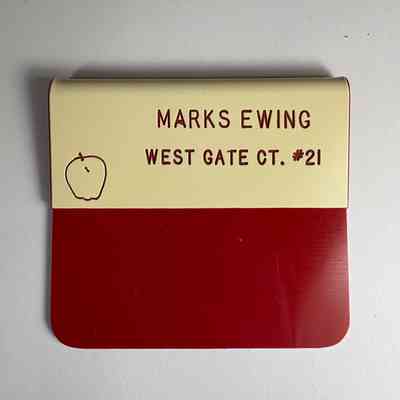 MARKS EWING
WEST GATE CT. #21